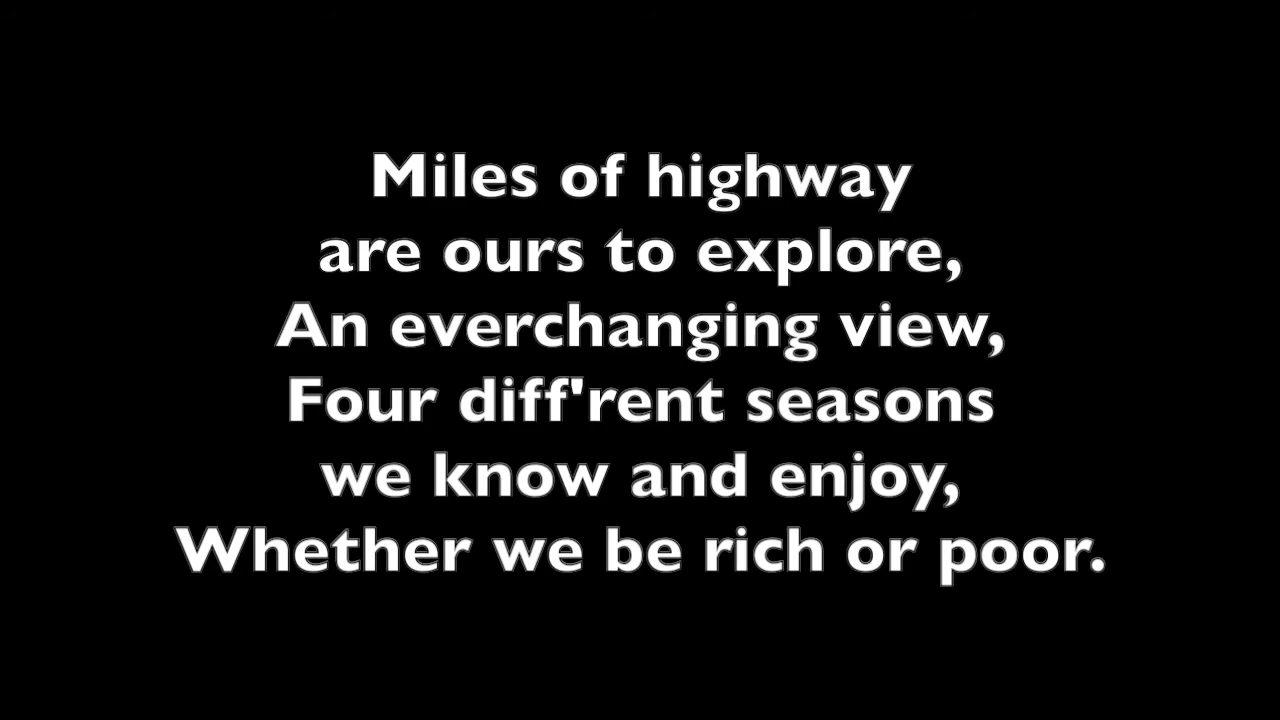 Miles of highway
are ours to explore,
An everchanging view,
Four diff'rent seasons
we know and enjoy,
Whether we be rich or poor.